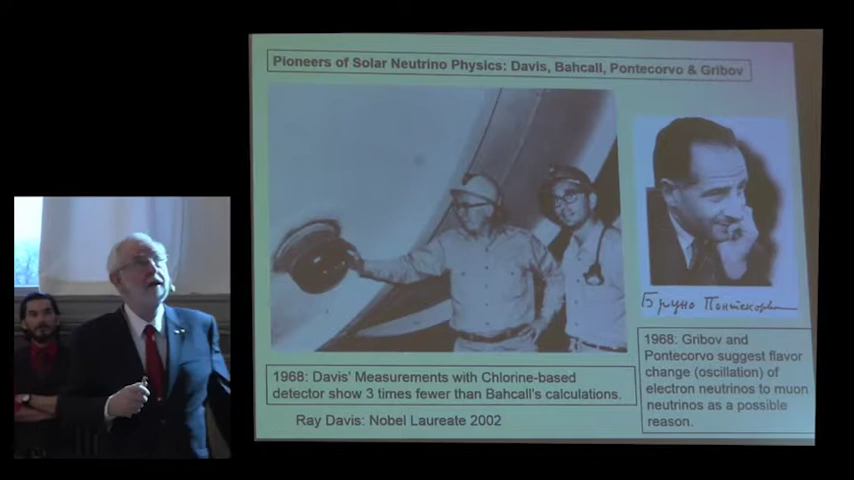 Pioneers of Solar Neutrino Physics: Davis, Bahcall, Pontecorvo & Gribov
Бруно Понтекорво
1968: Davis' Measurements with Chlorine-based
detector show 3 times fewer than Bahcall's calculations.
Ray Davis: Nobel Laureate 2002
1968: Gribov and
Pontecorvo suggest flavor
change (oscillation) of
electron neutrinos to muon
neutrinos as a possible
reason.